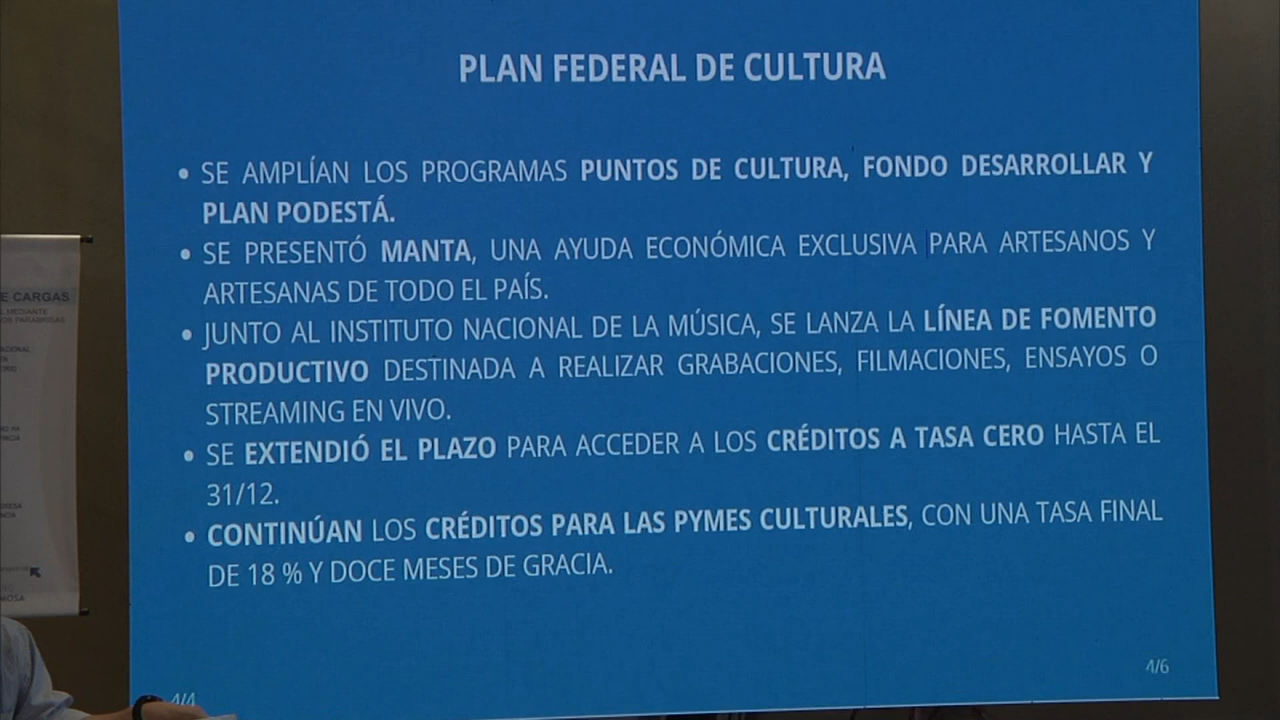 PLAN FEDERAL DE CULTURA
• SE AMPLÍAN LOS PROGRAMAS PUNTOS DE CULTURA, FONDO DESARROLLAR Y
PLAN PODESTÁ.
• SE PRESENTÓ MANTA, UNA AYUDA ECONÓMICA EXCLUSIVA PARA ARTESANOS Y
ARTESANAS DE TODO EL PAÍS.
• JUNTO AL INSTITUTO NACIONAL DE LA MÚSICA, SE LANZA LA LÍNEA DE FOMENTO
PRODUCTIVO DESTINADA A REALIZAR GRABACIONES, FILMACIONES, ENSAYOS O
STREAMING EN VIVO.
• SE EXTENDIÓ EL PLAZO PARA ACCEDER A LOS CRÉDITOS A TASA CERO HASTA EL
31/12.
• CONTINÚAN LOS CRÉDITOS PARA LAS PYMES CULTURALES, CON UNA TASA FINAL
DE 18 % Y DOCE MESES DE GRACIA.
4/6
4/4
E CARGAS